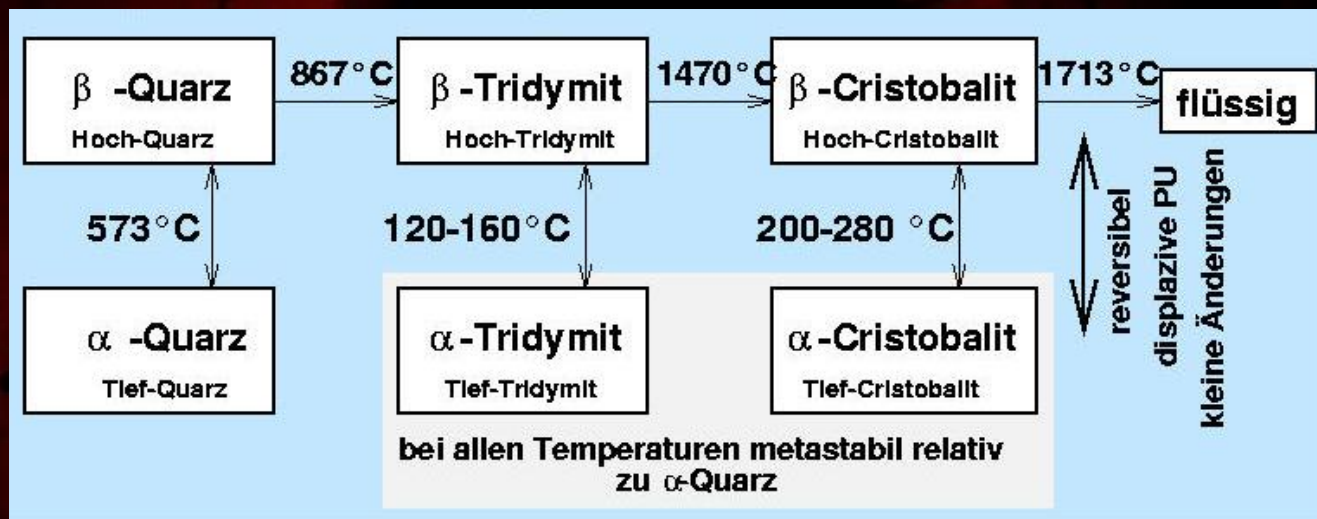 867°C
1470°C
1713°C
β -Quarz
Hoch-Quarz
β-Tridymit
Hoch-Tridymit
β-Cristobalit
Hoch-Cristobalit
flüssig
573°C
120-160°C
200-280 °C
reversibel
displazive PU
kleine Änderungen
α -Quarz
Tief-Quarz
α-Tridymit
Tief-Tridymit
α-Cristobalit
Tief-Cristobalit
bei allen Temperaturen metastabil relativ
zu α-Quarz